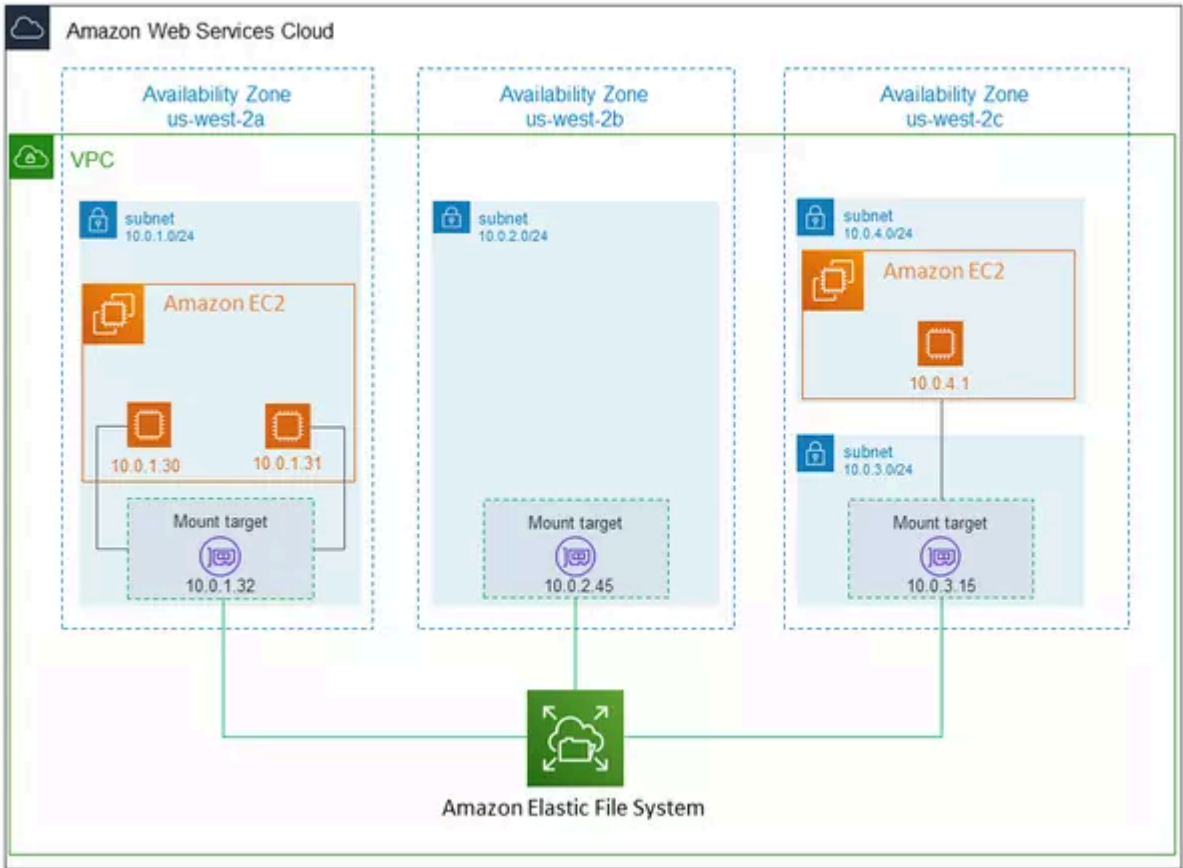 Amazon Web Services Cloud
Availability Zone
us-west-2a
Availability Zone
us-west-2b
Availability Zone
us-west-2c
VPC
subnet
10.0.1.0/24
subnet
10.0.2.0/24
subnet
10.0.4.0/24
Amazon EC2
Amazon EC2
10.0.4.1
10.0.1.30
10.0.1.31
subnet
10.0.3.0/24
Mount target
10.0.1.32
Mount target
10.0.2.45
Mount target
10.0.3.15
Amazon Elastic File System